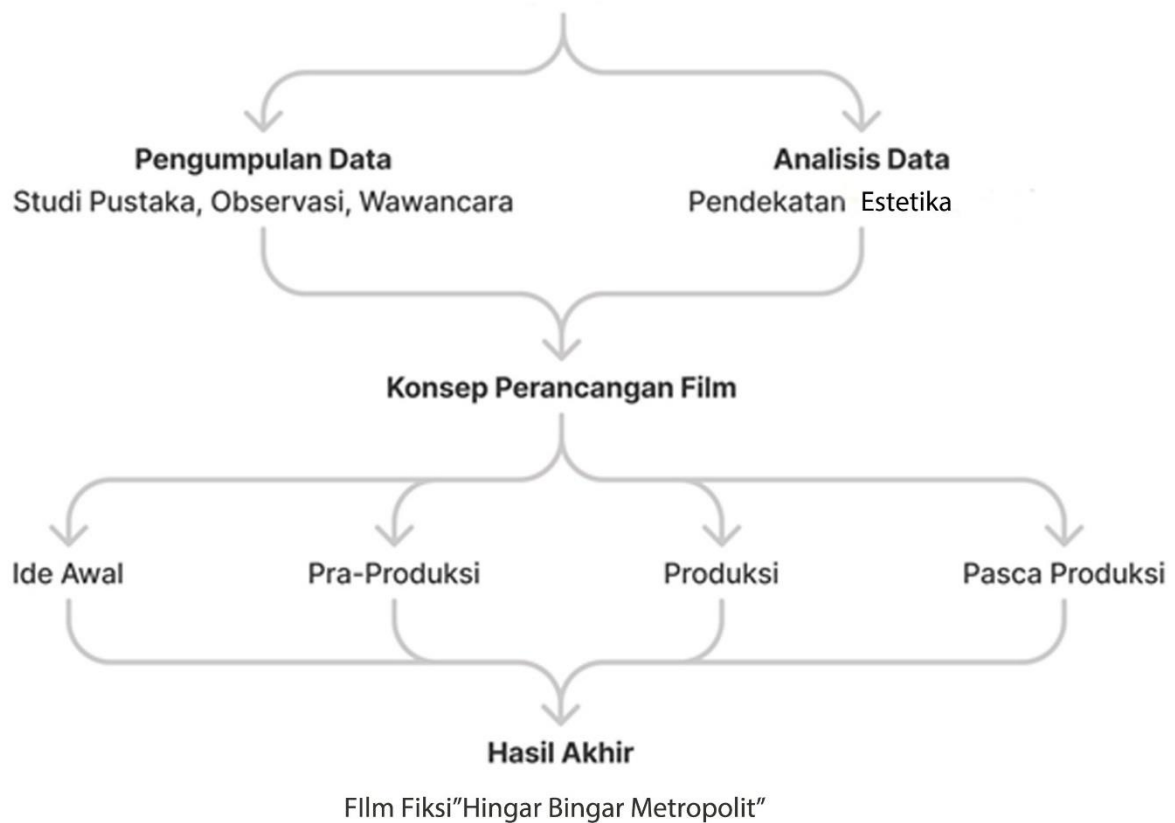 Pengumpulan Data
Analisis Data
Studi Pustaka, Observasi, Wawancara
Pendekatan Estetika
Konsep Perancangan Film
Ide Awal
Pra-Produksi
Produksi
Pasca Produksi
Hasil Akhir
FIlm Fiksi”Hingar Bingar Metropolit”